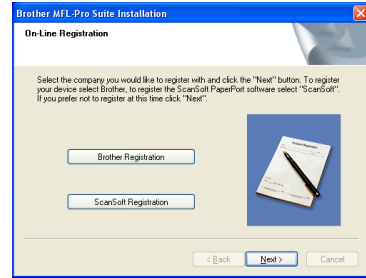 Brother MFL-Pro Suite Installation
On-Line Registration
Select the company you would like to register with and click the "Next" button. To register
your device select Brother, to register the ScanSoft PaperPort software select "ScanSoft".
If you prefer not to register at this time click "Next".
Brother Registration
ScanSoft Registration
Product Registration
< Back
Next >
Cancel